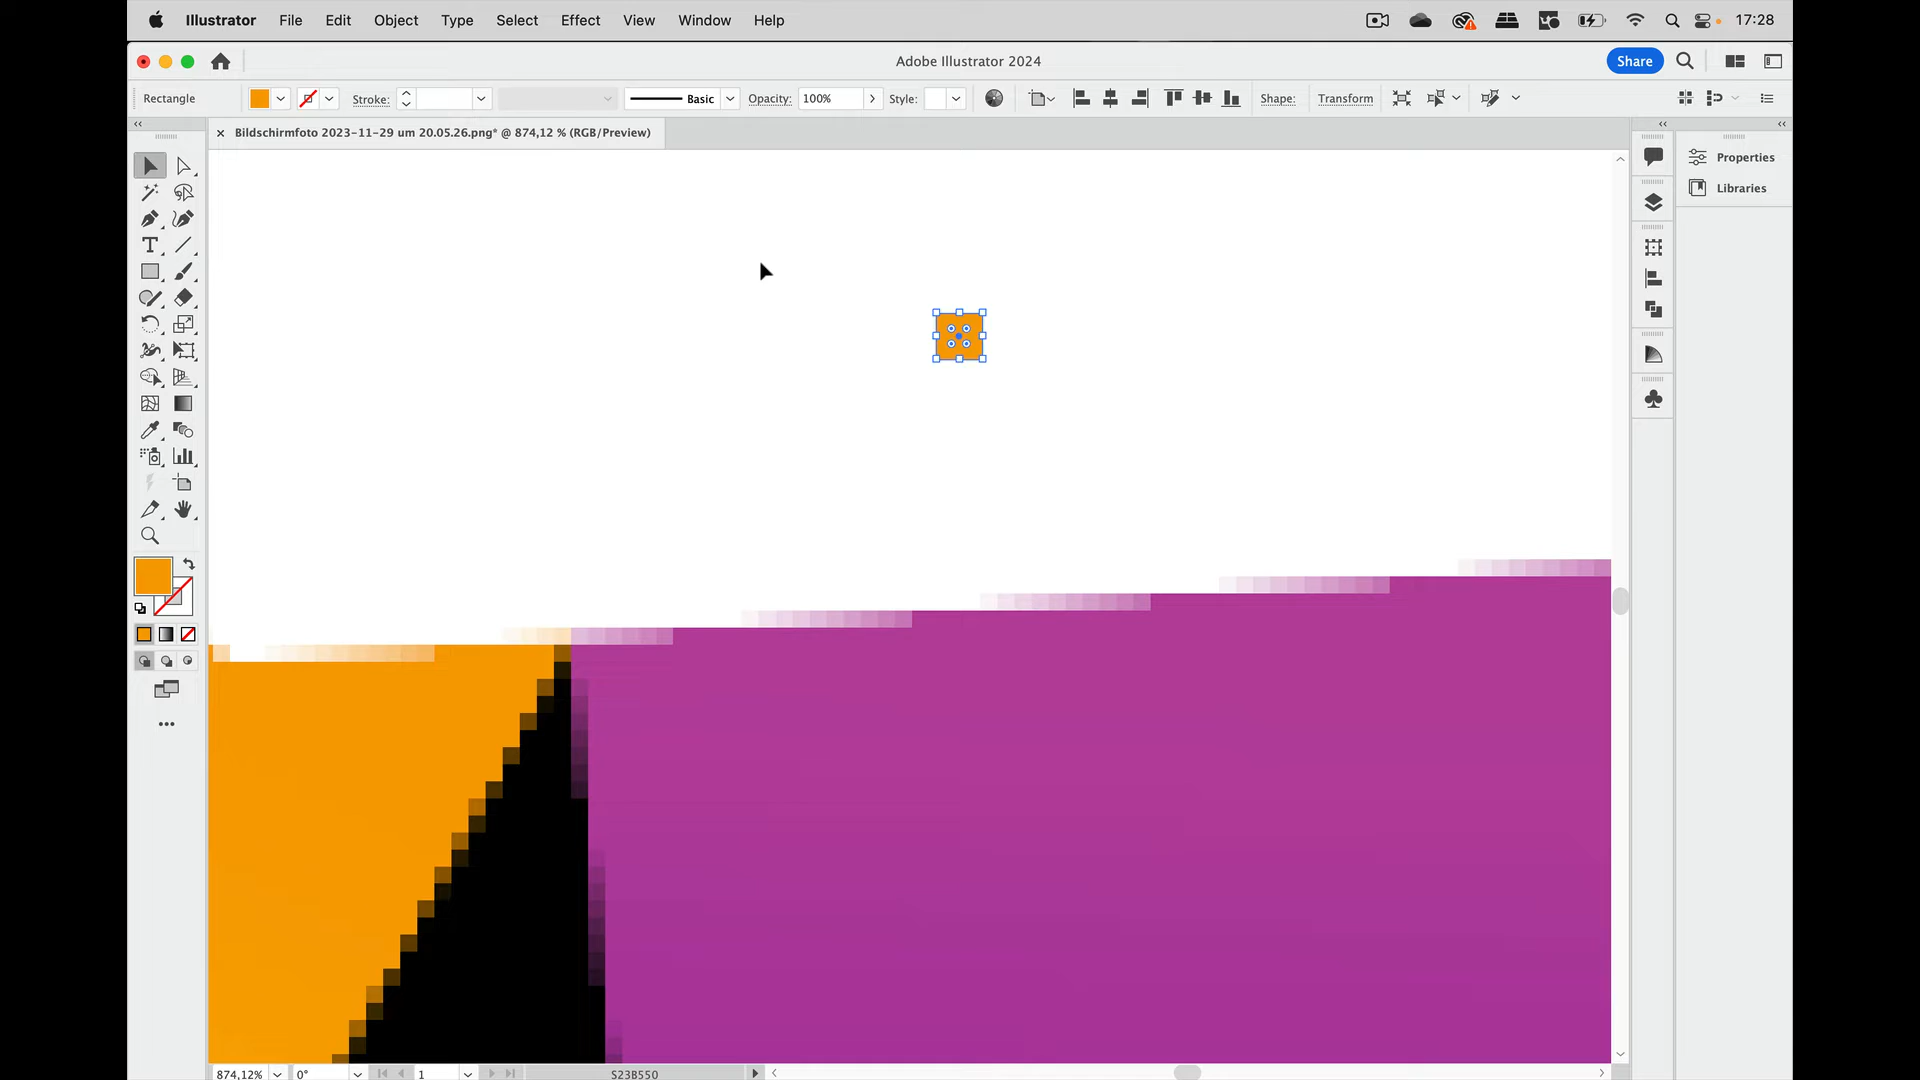 Illustrator File Edit Object Type Select Effect View Window Help 17:28
Adobe Illustrator 2024 Share
Rectangle Stroke: Basic Opacity: 100% Style: Shape: Transform
Bildschirmfoto 2023-11-29 um 20.05.26.png* @ 874,12 % (RGB/Preview)
Properties
Libraries
874,12% 0° 1 S23B550